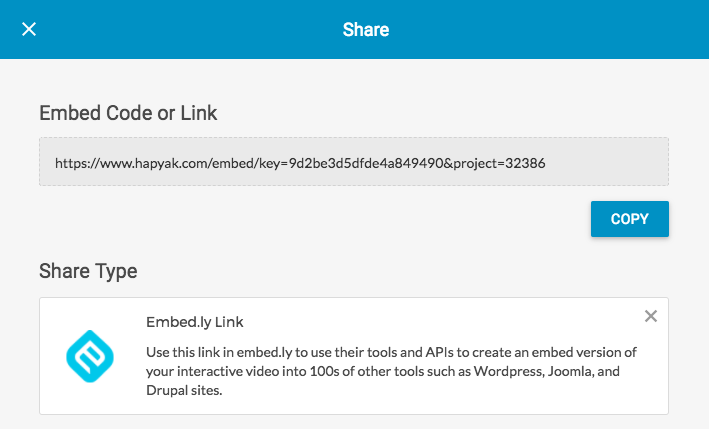 Share
Embed Code or Link
https://www.hapyak.com/embed/key=9d2be3d5dfde4a849490&project=32386
COPY
Share Type
Embed.ly Link
Use this link in embed.ly to use their tools and APIs to create an embed version of
your interactive video into 100s of other tools such as Wordpress, Joomla, and
Drupal sites.